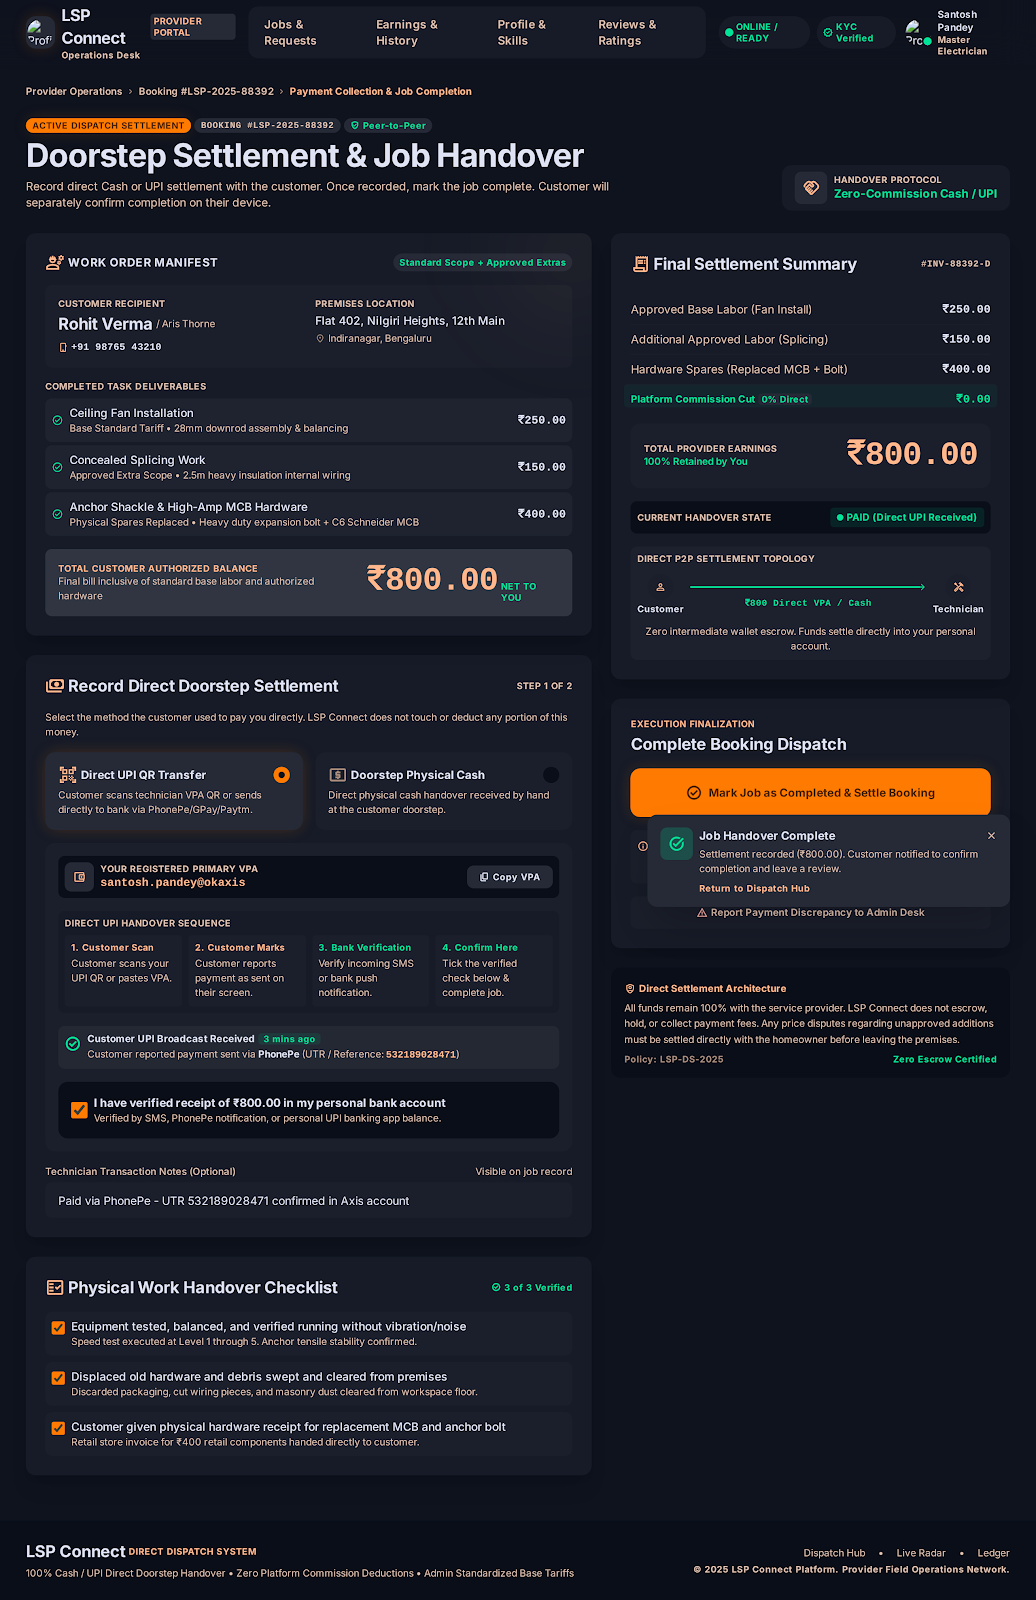 LSP Connect
Operations Desk
PROVIDER PORTAL
Jobs & Requests
Earnings & History
Profile & Skills
Reviews & Ratings
ONLINE / READY
KYC Verified
Santosh Pandey
Master Electrician
Provider Operations › Booking #LSP-2025-88392 › Payment Collection & Job Completion
ACTIVE DISPATCH SETTLEMENT BOOKING #LSP-2025-88392 Peer-to-Peer
Doorstep Settlement & Job Handover
Record direct Cash or UPI settlement with the customer. Once recorded, mark the job complete. Customer will
separately confirm completion on their device.
HANDOVER PROTOCOL
Zero-Commission Cash / UPI
WORK ORDER MANIFEST
Standard Scope + Approved Extras
CUSTOMER RECIPIENT
Rohit Verma / Aris Thorne
+91 98765 43210
PREMISES LOCATION
Flat 402, Nilgiri Heights, 12th Main
Indiranagar, Bengaluru
COMPLETED TASK DELIVERABLES
Ceiling Fan Installation
Base Standard Tariff • 28mm downrod assembly & balancing
₹250.00
Concealed Splicing Work
Approved Extra Scope • 2.5m heavy insulation internal wiring
₹150.00
Anchor Shackle & High-Amp MCB Hardware
Physical Spares Replaced • Heavy duty expansion bolt + C6 Schneider MCB
₹400.00
TOTAL CUSTOMER AUTHORIZED BALANCE
Final bill inclusive of standard base labor and authorized
hardware
₹800.00 NET TO YOU
Final Settlement Summary
#INV-88392-D
Approved Base Labor (Fan Install) ₹250.00
Additional Approved Labor (Splicing) ₹150.00
Hardware Spares (Replaced MCB + Bolt) ₹400.00
Platform Commission Cut 0% Direct ₹0.00
TOTAL PROVIDER EARNINGS
100% Retained by You
₹800.00
CURRENT HANDOVER STATE
PAID (Direct UPI Received)
DIRECT P2P SETTLEMENT TOPOLOGY
Customer
₹800 Direct VPA / Cash
Technician
Zero intermediate wallet escrow. Funds settle directly into your personal
account.
Record Direct Doorstep Settlement
STEP 1 OF 2
Select the method the customer used to pay you directly. LSP Connect does not touch or deduct any portion of this
money.
Direct UPI QR Transfer
Customer scans technician VPA QR or sends
directly to bank via PhonePe/GPay/Paytm.
Doorstep Physical Cash
Direct physical cash handover received by hand
at the customer doorstep.
YOUR REGISTERED PRIMARY VPA
santosh.pandey@okaxis
Copy VPA
DIRECT UPI HANDOVER SEQUENCE
1. Customer Scan
Customer scans your
UPI QR or pastes VPA.
2. Customer Marks
Customer reports
payment as sent on
their screen.
3. Bank Verification
Verify incoming SMS
or bank push
notification.
4. Confirm Here
Tick the verified
check below &
complete job.
Customer UPI Broadcast Received 3 mins ago
Customer reported payment sent via PhonePe (UTR / Reference: 532189028471)
I have verified receipt of ₹800.00 in my personal bank account
Verified by SMS, PhonePe notification, or personal UPI banking app balance.
Technician Transaction Notes (Optional)
Visible on job record
Paid via PhonePe - UTR 532189028471 confirmed in Axis account
EXECUTION FINALIZATION
Complete Booking Dispatch
Mark Job as Completed & Settle Booking
Job Handover Complete
Settlement recorded (₹800.00). Customer notified to confirm
completion and leave a review.
Return to Dispatch Hub
Report Payment Discrepancy to Admin Desk
Direct Settlement Architecture
All funds remain 100% with the service provider. LSP Connect does not escrow,
hold, or collect payment fees. Any price disputes regarding unapproved additions
must be settled directly with the homeowner before leaving the premises.
Policy: LSP-DS-2025
Zero Escrow Certified
Physical Work Handover Checklist
3 of 3 Verified
Equipment tested, balanced, and verified running without vibration/noise
Speed test executed at Level 1 through 5. Anchor tensile stability confirmed.
Displaced old hardware and debris swept and cleared from premises
Discarded packaging, cut wiring pieces, and masonry dust cleared from workspace floor.
Customer given physical hardware receipt for replacement MCB and anchor bolt
Retail store invoice for ₹400 retail components handed directly to customer.
LSP Connect DIRECT DISPATCH SYSTEM
100% Cash / UPI Direct Doorstep Handover • Zero Platform Commission Deductions • Admin Standardized Base Tariffs
Dispatch Hub • Live Radar • Ledger
© 2025 LSP Connect Platform. Provider Field Operations Network.